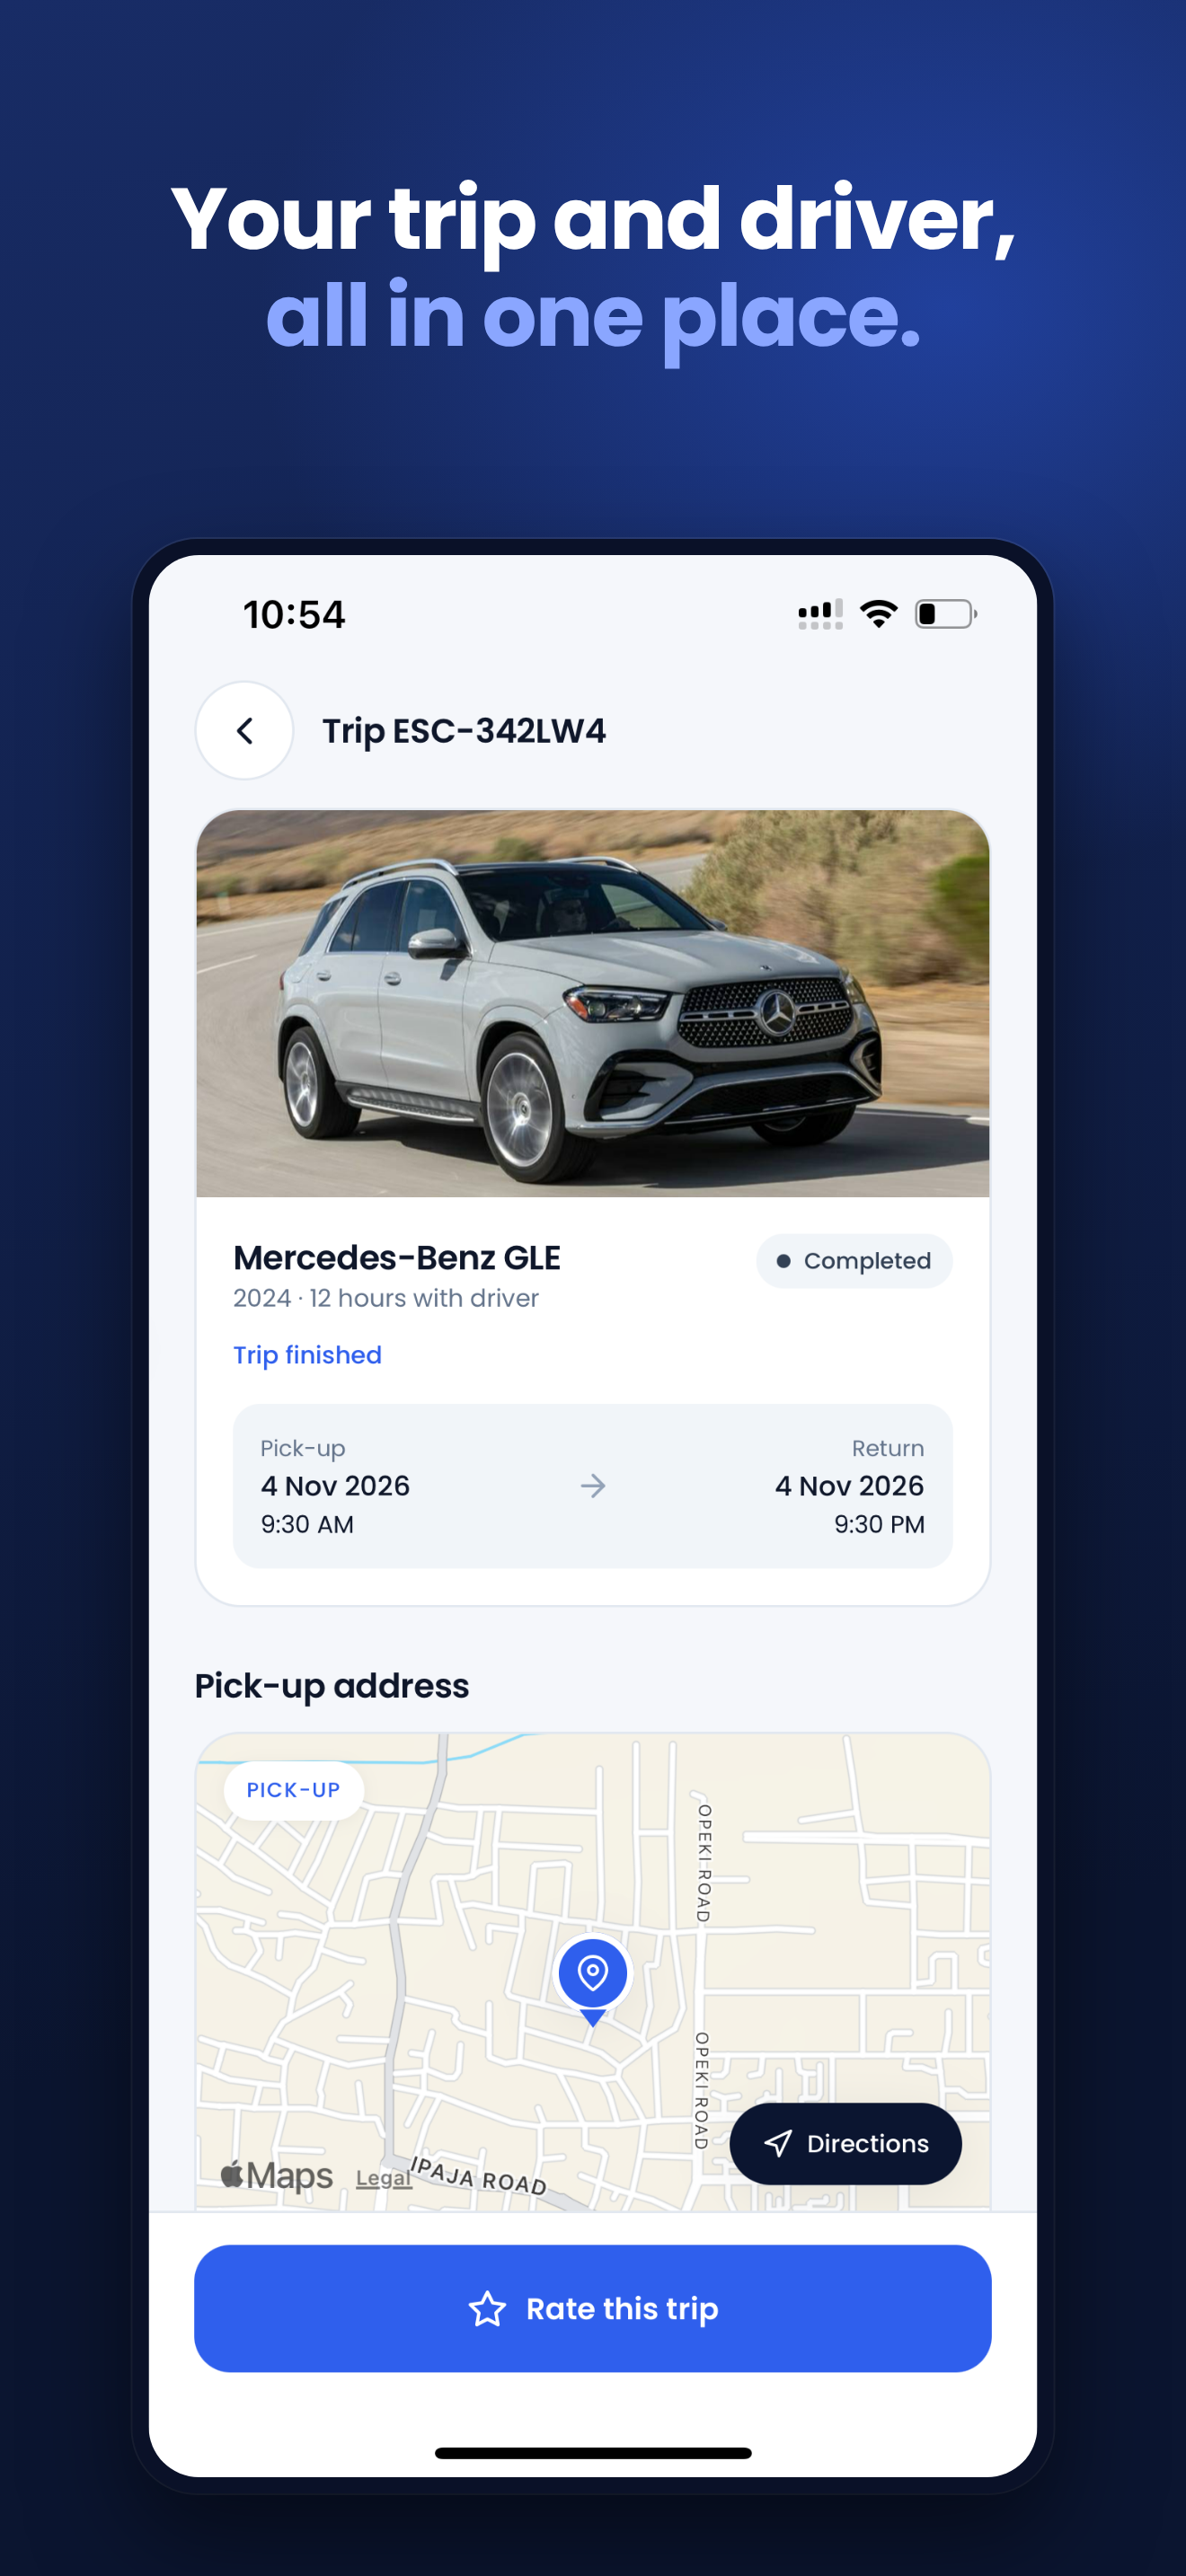 Your trip and driver,
all in one place.
10:54
Trip ESC-342LW4
Mercedes-Benz GLE
Completed
2024 · 12 hours with driver
Trip finished
Pick-up
Return
4 Nov 2026
4 Nov 2026
9:30 AM
9:30 PM
Pick-up address
PICK-UP
OPEKI ROAD
OPEKI ROAD
Directions
Maps
Legal
IPAJA ROAD
Rate this trip